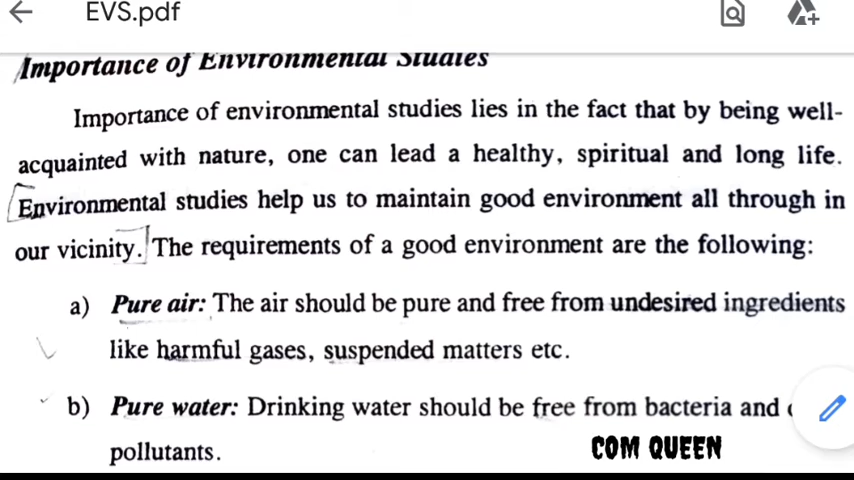 EVS.pdf
Importance of Environmental Studies
Importance of environmental studies lies in the fact that by being well-
acquainted with nature, one can lead a healthy, spiritual and long life.
Environmental studies help us to maintain good environment all through in
our vicinity. The requirements of a good environment are the following:
a) Pure air: The air should be pure and free from undesired ingredients
like harmful gases, suspended matters etc.
b) Pure water: Drinking water should be free from bacteria and
pollutants.
COM QUEEN